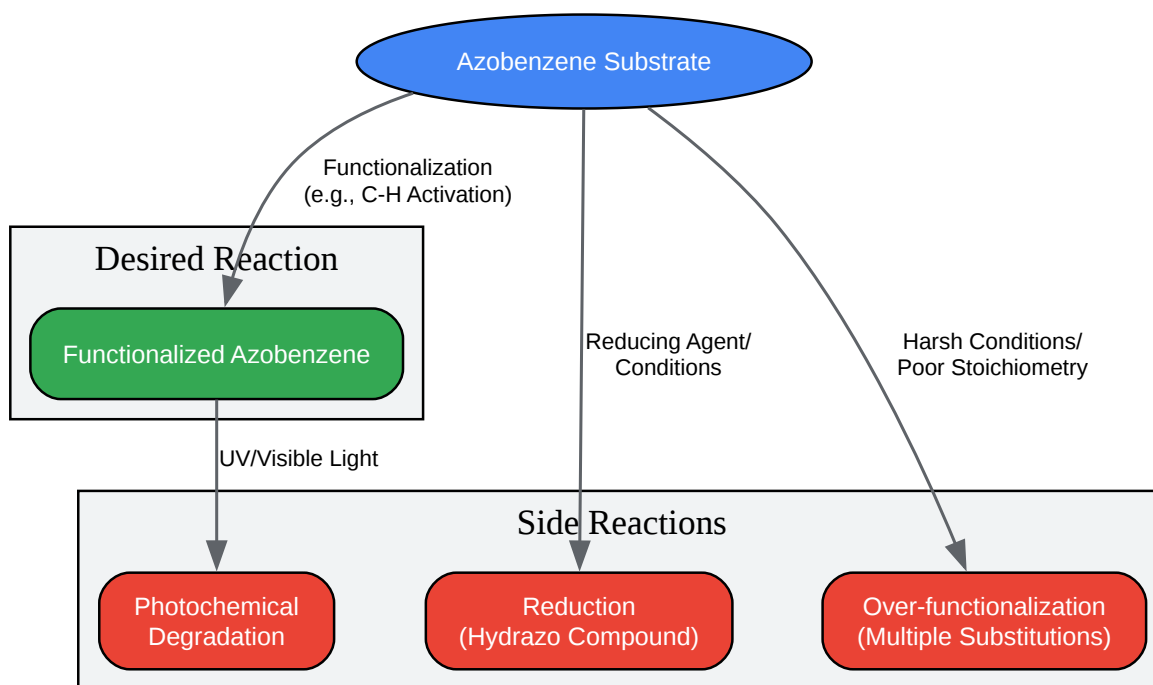 Azobenzene Substrate
Functionalization
(e.g., C-H Activation)
Desired Reaction
Functionalized Azobenzene
Reducing Agent/
Conditions
Harsh Conditions/
Poor Stoichiometry
UV/Visible Light
Side Reactions
Photochemical
Degradation
Reduction
(Hydrazo Compound)
Over-functionalization
(Multiple Substitutions)